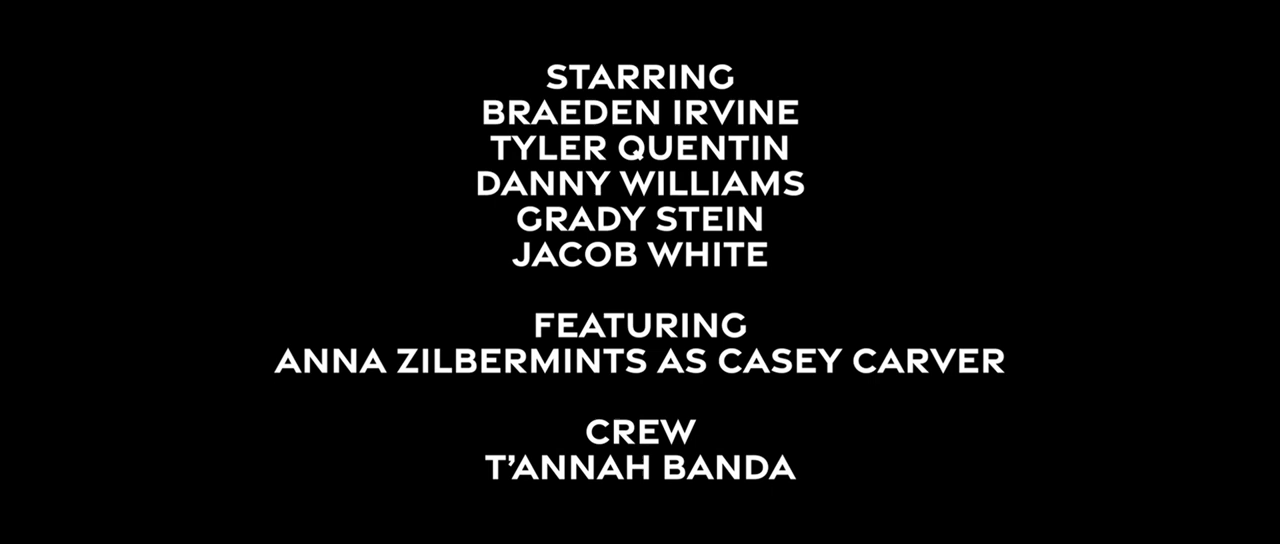 STARRING
BRAEDEN IRVINE
TYLER QUENTIN
DANNY WILLIAMS
GRADY STEIN
JACOB WHITE
FEATURING
ANNA ZILBERMINTS AS CASEY CARVER
CREW
T’ANNAH BANDA